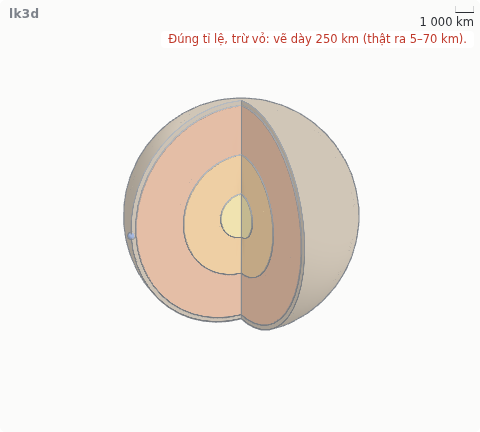 lk3d
1 000 km
Đúng tỉ lệ, trừ vỏ: vẽ dày 250 km (thật ra 5–70 km).